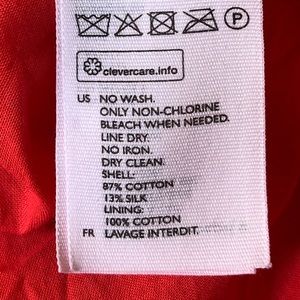 P
clevercare.info
US NO WASH.
ONLY NON-CHLORINE
BLEACH WHEN NEEDED.
LINE DRY.
NO IRON.
DRY CLEAN.
SHELL:
87% COTTON
13% SILK
LINING:
100% COTTON
FR LAVAGE INTERDIT.